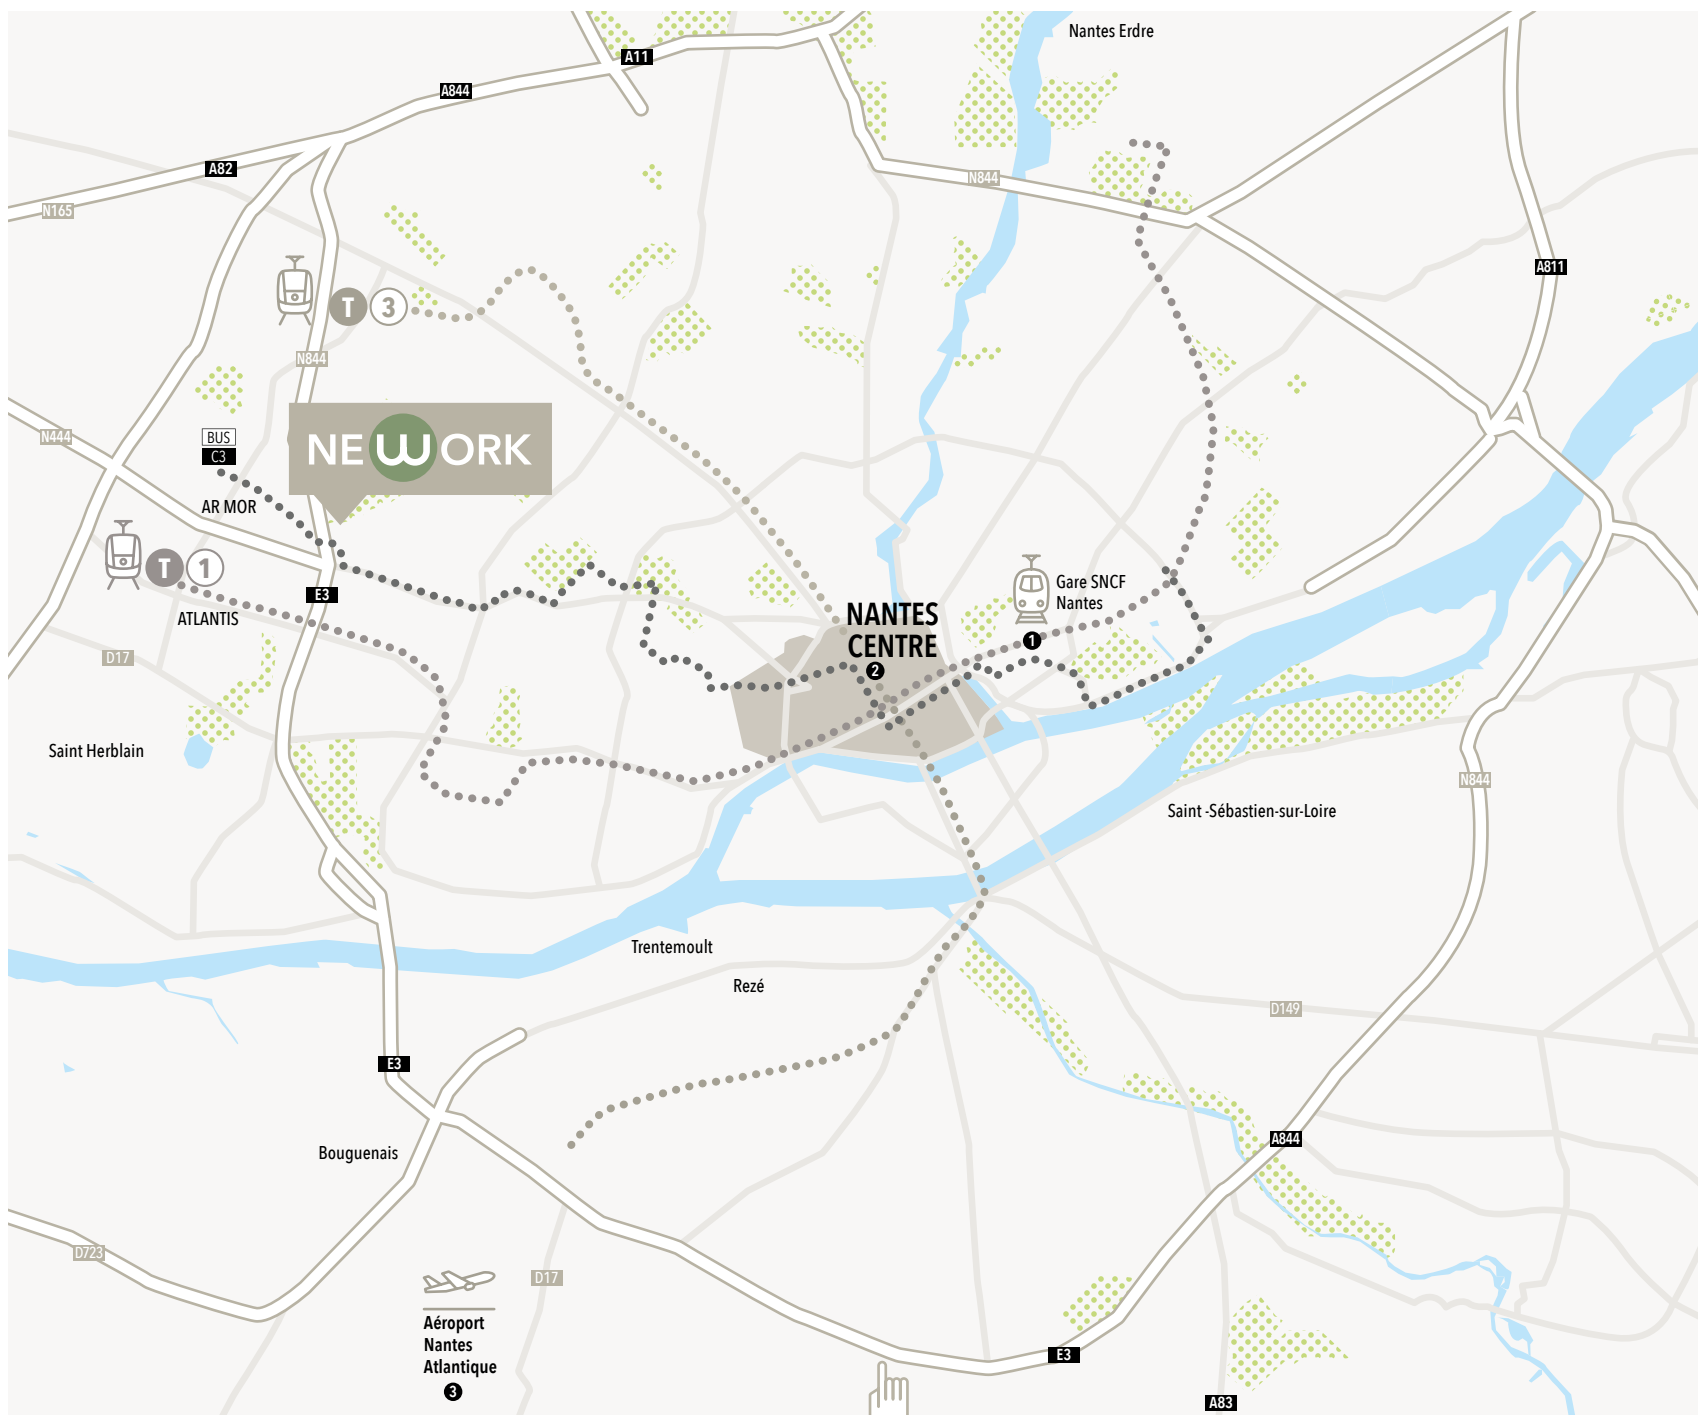 Nantes Erdre
A11
A844
A82
N844
N165
A811
T 3
N844
BUS
C3
N444
NEWORK
AR MOR
T 1
Gare SNCF
Nantes
E3
ATLANTIS
NANTES
CENTRE
1
2
D17
Saint Herblain
N844
Saint -Sébastien-sur-Loire
Trentemoult
Rezé
D149
E3
A844
Bouguenais
D723
D17
Aéroport
Nantes
Atlantique
3
E3
A83